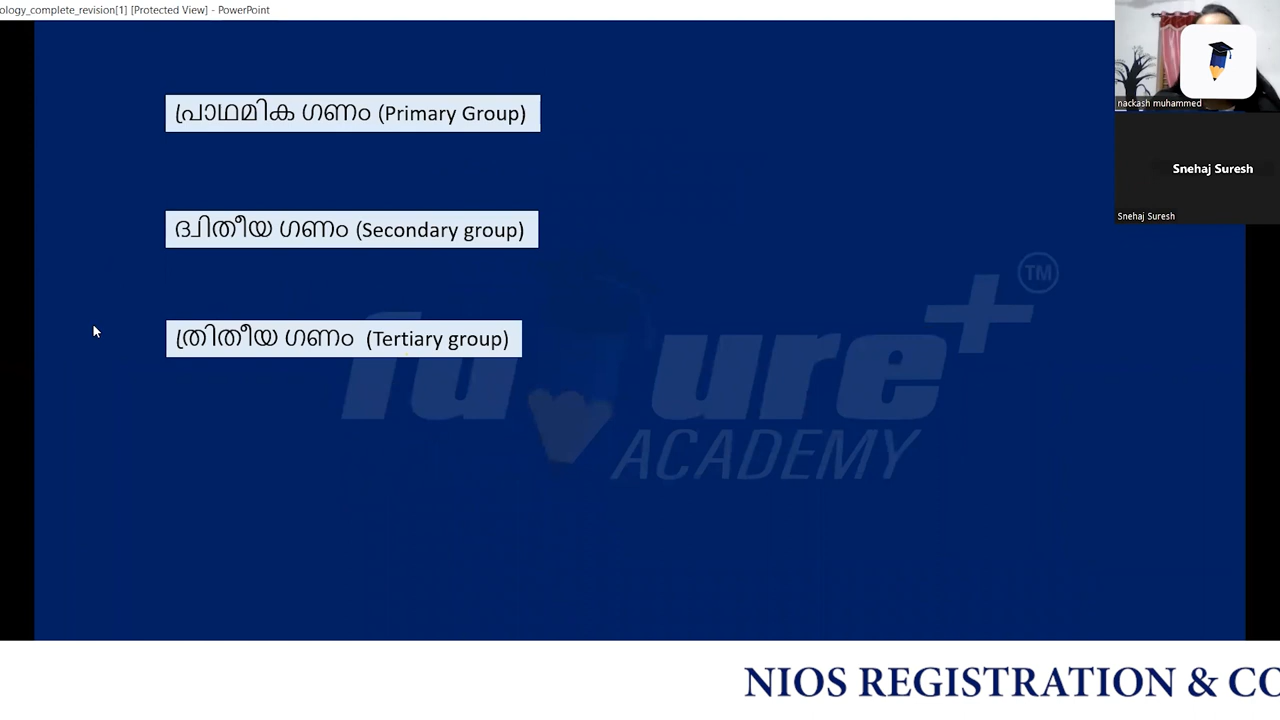 ology_complete_revision[1] [Protected View] - PowerPoint
പ്രാഥമിക ഗണം (Primary Group)
ദ്വിതീയ ഗണം (Secondary group)
ത്രിതീയ ഗണം (Tertiary group)
future+ TM
ACADEMY
nackash muhammed
Snehaj Suresh
Snehaj Suresh
NIOS REGISTRATION & CO